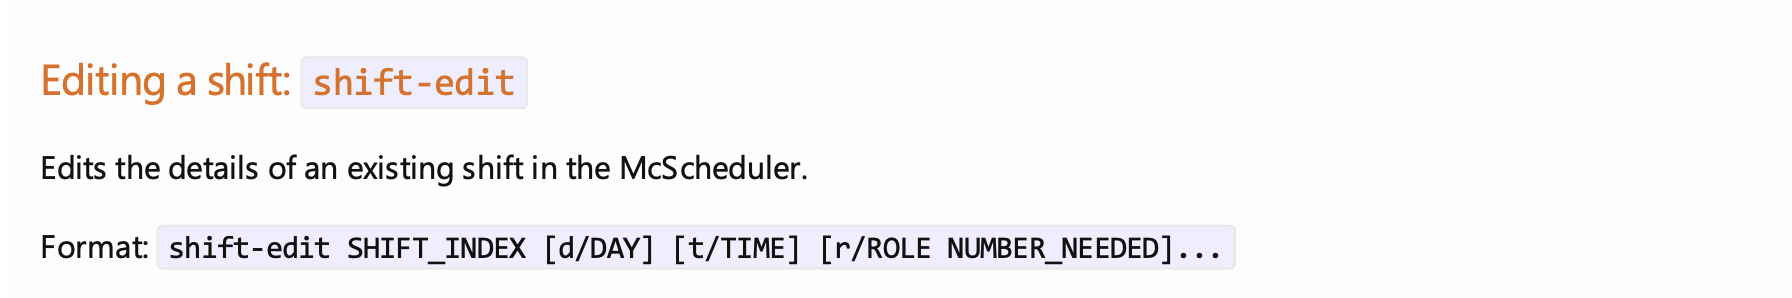 Editing a shift: shift-edit
Edits the details of an existing shift in the McScheduler.
Format: shift-edit SHIFT_INDEX [d/DAY] [t/TIME] [r/ROLE NUMBER_NEEDED]...